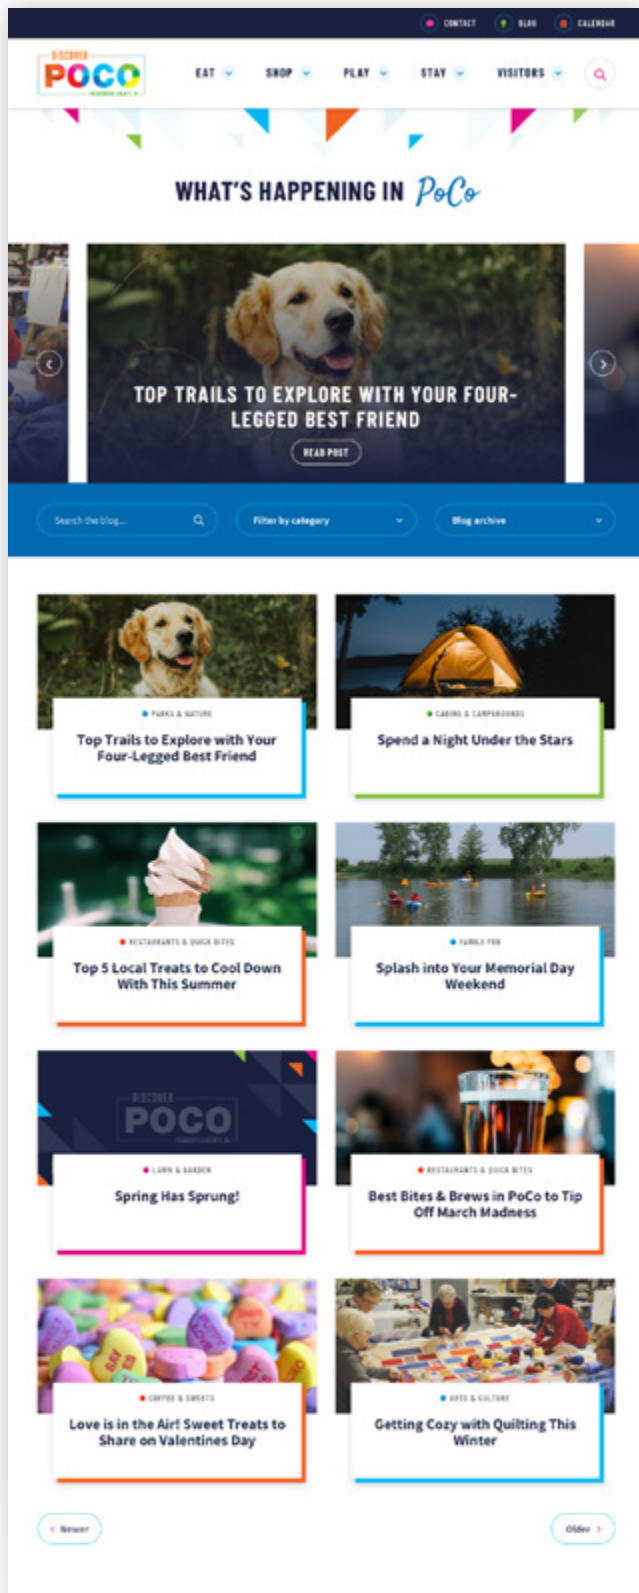 CONTACT
BLOG
CALENDAR
DISCOVER
POCO
EAT
SHOP
PLAY
STAY
VISITORS
WHAT'S HAPPENING IN PoCo
TOP TRAILS TO EXPLORE WITH YOUR FOUR-
LEGGED BEST FRIEND
READ POST
Search the blog...
Filter by category
Blog archive
PARKS & NATURE
Top Trails to Explore with Your
Four-Legged Best Friend
CABINS & CAMPGROUNDS
Spend a Night Under the Stars
RESTAURANTS & QUICK BITES
Top 5 Local Treats to Cool Down
With This Summer
FAMILY FUN
Splash into Your Memorial Day
Weekend
DISCOVER
POCO
LAWN & GARDEN
Spring Has Sprung!
RESTAURANTS & QUICK BITES
Best Bites & Brews in PoCo to Tip
Off March Madness
COFFEE & SWEETS
Love is in the Air! Sweet Treats to
Share on Valentines Day
ARTS & CULTURE
Getting Cozy with Quilting This
Winter
Newer
Older